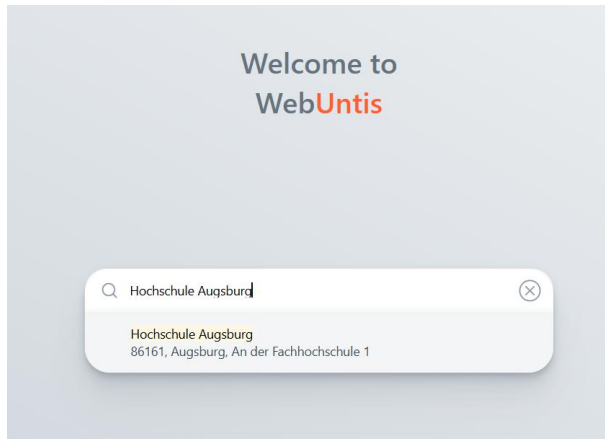 Welcome to
WebUntis
Hochschule Augsburg
Hochschule Augsburg
86161, Augsburg, An der Fachhochschule 1